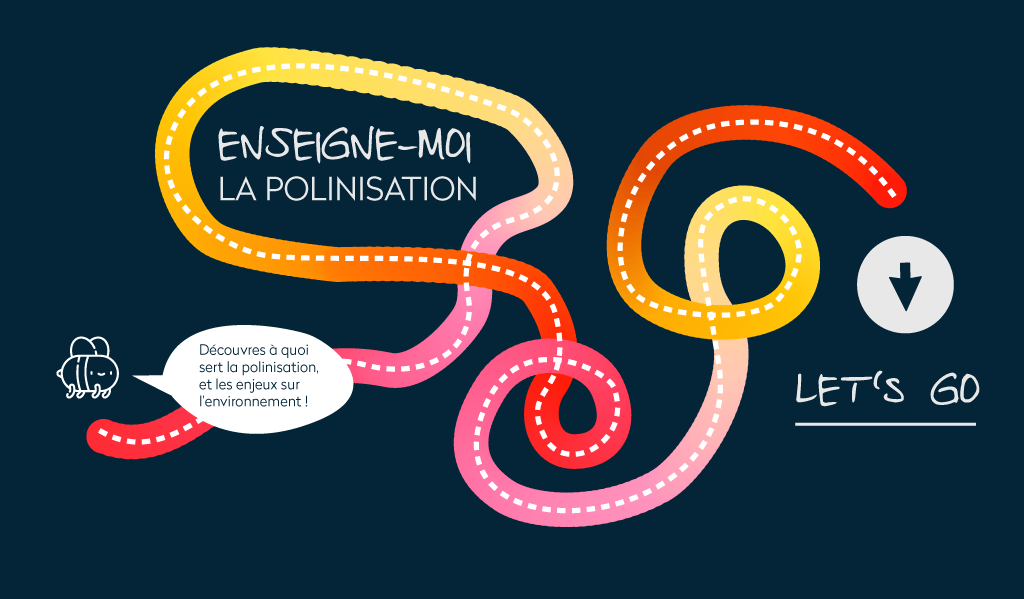 ENSEIGNE-MOI
LA POLINISATION
Découvres à quoi
sert la polinisation,
et les enjeux sur
l'environnement !
LET'S GO